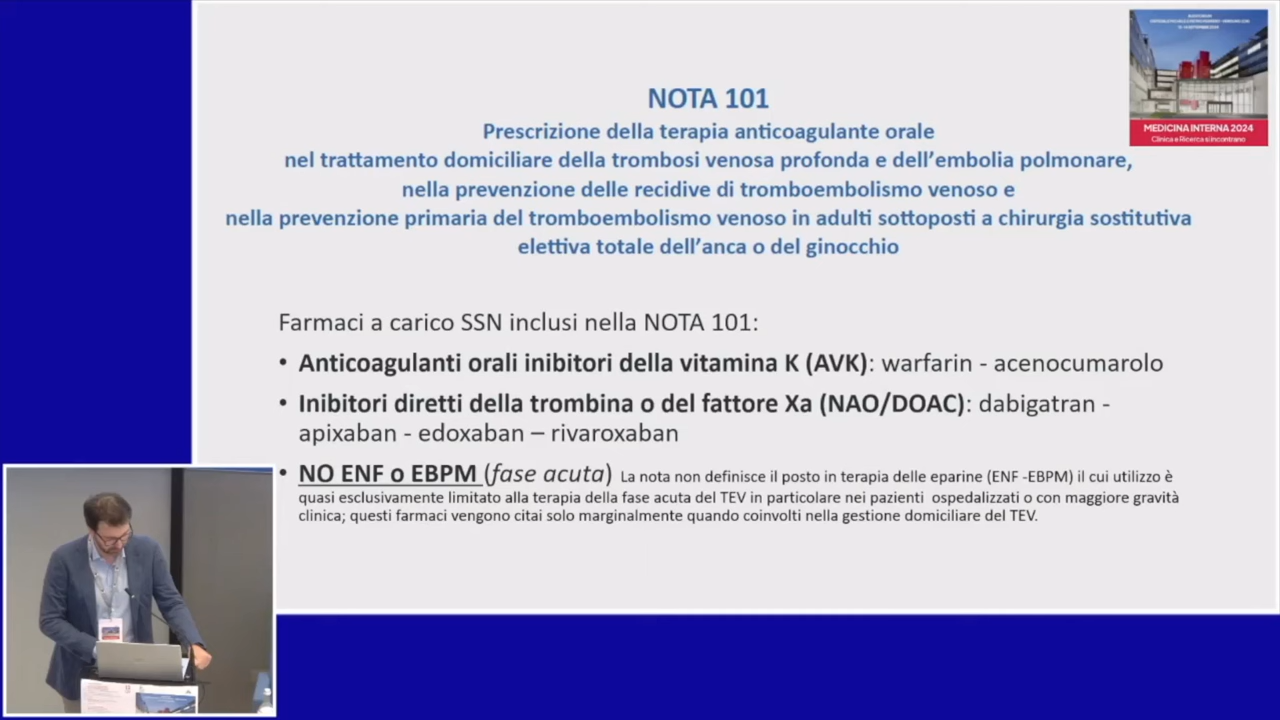 NOTA 101
Prescrizione della terapia anticoagulante orale
nel trattamento domiciliare della trombosi venosa profonda e dell'embolia polmonare,
nella prevenzione delle recidive di tromboembolismo venoso e
nella prevenzione primaria del tromboembolismo venoso in adulti sottoposti a chirurgia sostitutiva
elettiva totale dell'anca o del ginocchio
MEDICINA INTERNA 2024
Clinica e Ricerca si incontrano
Farmaci a carico SSN inclusi nella NOTA 101:
• Anticoagulanti orali inibitori della vitamina K (AVK): warfarin - acenocumarolo
• Inibitori diretti della trombina o del fattore Xa (NAO/DOAC): dabigatran -
apixaban - edoxaban – rivaroxaban
• NO ENF o EBPM (fase acuta) La nota non definisce il posto in terapia delle eparine (ENF -EBPM) il cui utilizzo è
quasi esclusivamente limitato alla terapia della fase acuta del TEV in particolare nei pazienti ospedalizzati o con maggiore gravità
clinica; questi farmaci vengono citai solo marginalmente quando coinvolti nella gestione domiciliare del TEV.